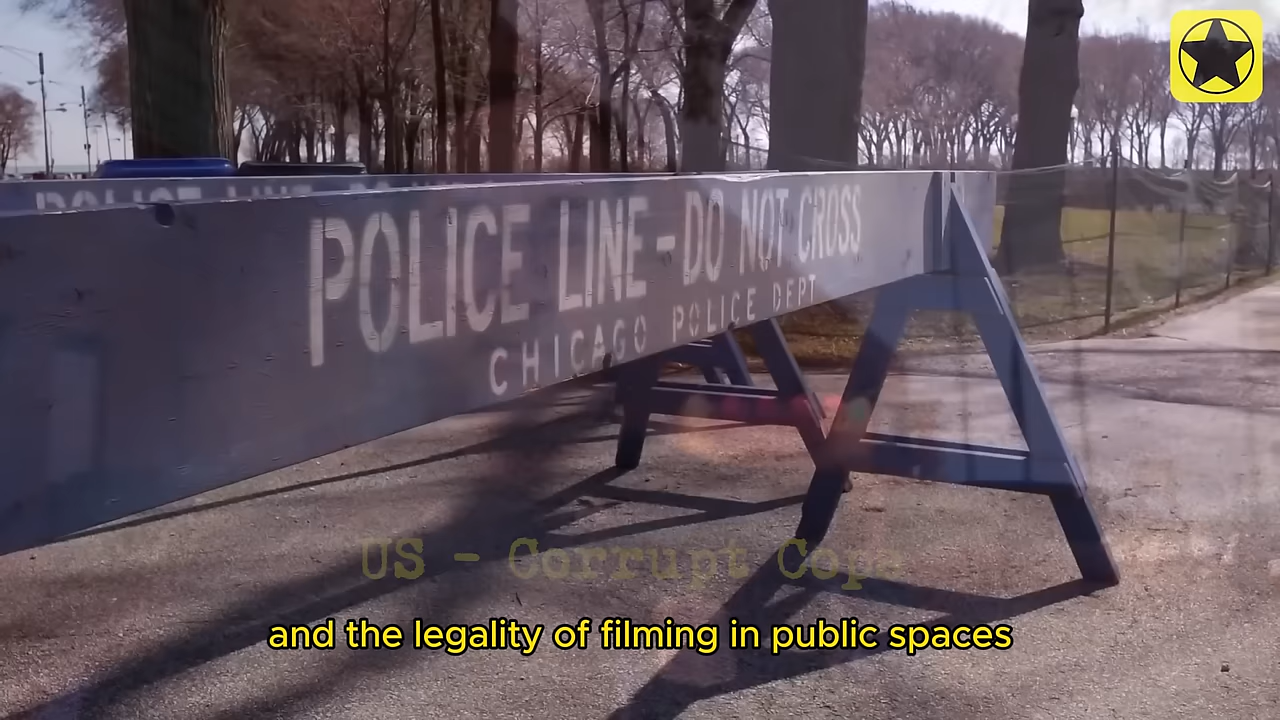 POLICE LINE - DO NOT CROSS
CHICAGO POLICE DEPT
US - Corrupt Cops
and the legality of filming in public spaces